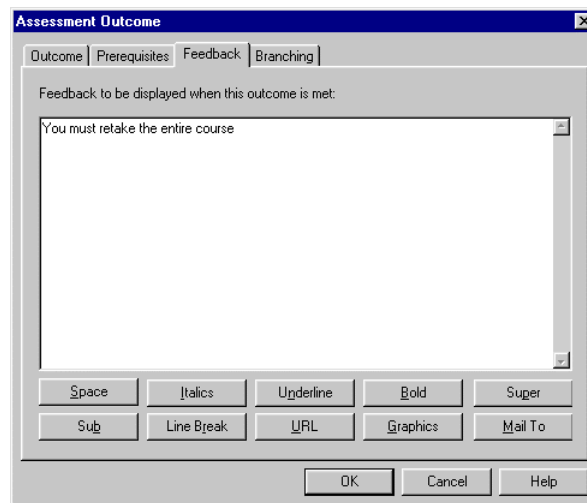 Assessment Outcome
Outcome Prerequisites Feedback Branching
Feedback to be displayed when this outcome is met:
You must retake the entire course
Space Italics Underline Bold Super
Sub Line Break URL Graphics Mail To
OK Cancel Help